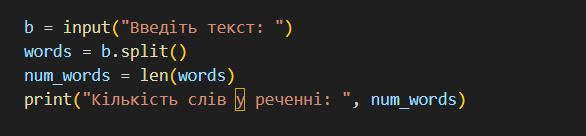 b = input("Введіть текст: ")
words = b.split()
num_words = len(words)
print("Кількість слів у реченні: ", num_words)